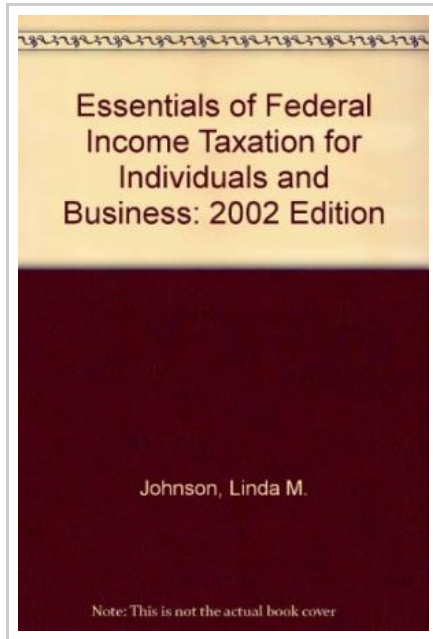 Essentials of Federal
Income Taxation for
Individuals and
Business: 2002 Edition
Johnson, Linda M.
Note: This is not the actual book cover